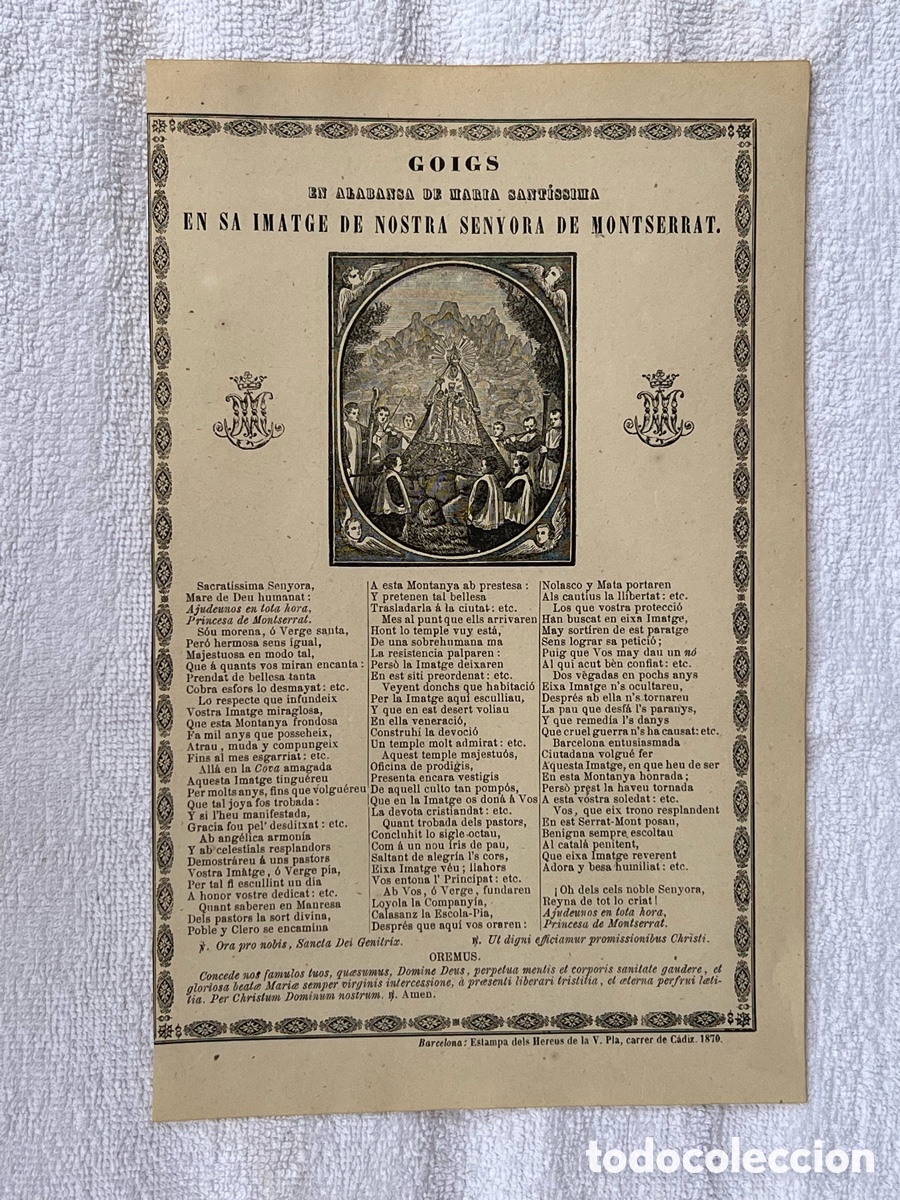 GOIGS
EN ALABANSA DE MARIA SANTÍSSIMA
EN SA IMATGE DE NOSTRA SENYORA DE MONTSERRAT.
Sacratissima Senyora,
Mare de Deu humanat:
Ajudeunos en tota hora,
Princesa de Montserrat.
Sóu morena, ó Verge santa,
Peró hermosa sens igual,
Majestuosa en modo tal,
Que á quants vos miran encanta:
Prendat de bellesa tanta
Cobra esfors lo desmayat: etc.
Lo respecte que infundeix
Vostra Imatge miraglosa,
Que esta Montanya frondosa
Fa mil anys que posseheix,
Atrau, muda y compungeix
Fins al mes esgarriat: etc.
Allá en la Cova amagada
Aquesta Imatge tinguéreu
Per molts anys, fins que volguéreu
Que tal joya fos trobada:
Y si l'heu manifestada,
Gracia fou pel' desditxat: etc.
Ab angélica armonía
Y ab celestials resplandors
Demostráreu á uns pastors
Vostra Imátge, ó Verge pia,
Per tal fi escullint un dia
A honor vostre dedicat: etc.
Quant saberen en Manresa
Dels pastors la sort divina,
Poble y Clero se encamina
A esta Montanya ab prestesa:
Y pretenen tal bellesa
Trasladarla á la ciutat: etc.
Mes al punt que ells arrivaren
Hont lo temple vuy está,
De una sobrehumana ma
La resistencia palparen:
Persò la Imatge deixaren
En est siti preordenat: etc.
Veyent donchs que habitació
Per la Imatge aquí esculliau,
Y que en est desert voliau
En ella veneració,
Construhí la devoció
Un temple molt admirat: etc.
Aquest temple majestuós,
Oficina de prodigis,
Presenta encara vestigis
De aquell culto tan pompós,
Que en la Imatge os doná á Vos
La devota cristiandat: etc.
Quant trobada dels pastors,
Concluhit lo sigle octau,
Com á un nou iris de pau,
Saltant de alegría l's cors,
Eixa Imatge véu; llahors
Vos entona l' Principat: etc.
Ab Vos, ó Verge, fundaren
Loyola la Companyía,
Calasanz la Escola-Pia,
Després que aquí vos oraren:
Nolasco y Mata portaren
Als cautius la llibertat: etc.
Los que vostra protecció
Han buscat en eixa Imatge,
May sortiren de est paratge
Sens lograr sa petició;
Puig que Vos may dau un nó
Al qui acut bèn confiat: etc.
Dos vègadas en pochs anys
Eixa Imatge n's ocultareu,
Després ab ella n's tornareu
La pau que desfá l's paranys,
Y que remedía l's danys
Que cruel guerra n's ha causat: etc.
Barcelona entusiasmada
Ciutadana volgué fer
Aquesta Imatge, en que heu de ser
En esta Montanya honrada;
Persò prest la haveu tornada
A esta vóstra soledat: etc.
Vos, que eix trono resplandent
En est Serrat-Mont posau,
Benigna sempre escoltau
Al catalá penitent,
Que eixa Imatge reverent
Adora y besa humiliat: etc.
¡Oh dels cels noble Senyora,
Reyna de tot lo criat!
Ajudeunos en tota hora,
Princesa de Montserrat.
℣. Ora pro nobis, Sancta Dei Genitrix. ℟. Ut digni efficiamur promissionibus Christi.
OREMUS.
Concede nos famulos tuos, quæsumus, Domine Deus, perpetua mentis et corporis sanitate gaudere, et
gloriosa beatæ Mariæ semper virginis intercessione, á præsenti liberari tristitia, et æterna perfrui læti-
tia. Per Christum Dominum nostrum. ℟. Amen.
Barcelona: Estampa dels Hereus de la V. Pla, carrer de Cádiz. 1870.
todocoleccion